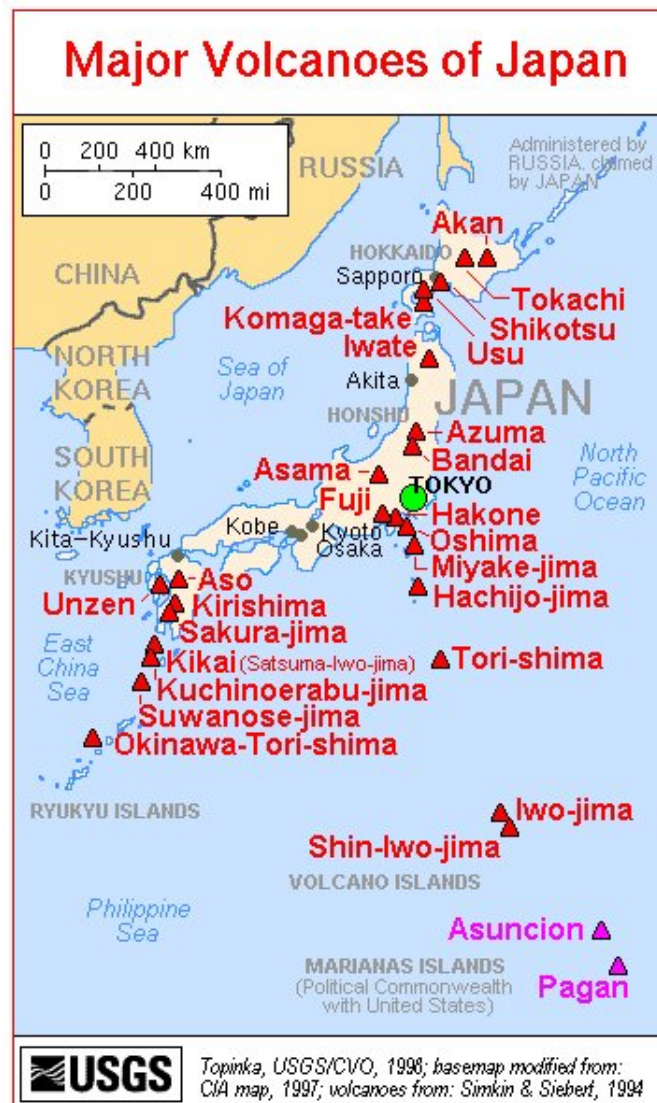 Major Volcanoes of Japan
0 200 400 km
0 200 400 mi
RUSSIA
Administered by
RUSSIA. claimed
by JAPAN
Akan
HOKKAIDO
Sapporo
CHINA
Tokachi
Shikotsu
Komaga-take
Usu
Iwate
NORTH
KOREA
Sea of
Japan
Akita
JAPAN
HONSHU
Azuma
Bandai
North
Pacific
Ocean
SOUTH
KOREA
Asama
TOKYO
Fuji
Hakone
Kobe
Kyoto
Osaka
Oshima
Kita-Kyushu
Miyake-jima
KYUSHU
Aso
Hachijo-jima
Unzen
Kirishima
Sakura-jima
East
China
Sea
Kikai (Satsuma-Iwo-jima)
Tori-shima
Kuchinoerabu-jima
Suwanose-jima
Okinawa-Tori-shima
RYUKYU ISLANDS
Iwo-jima
Shin-Iwo-jima
VOLCANO ISLANDS
Philippine
Sea
Asuncion
MARIANAS ISLANDS
(Political Commonwealth
with United States)
Pagan
USGS
Topinka, USGS/CVO, 1998; basemap modified from:
CIA map, 1997; volcanoes from: Simkin & Siebert, 1994